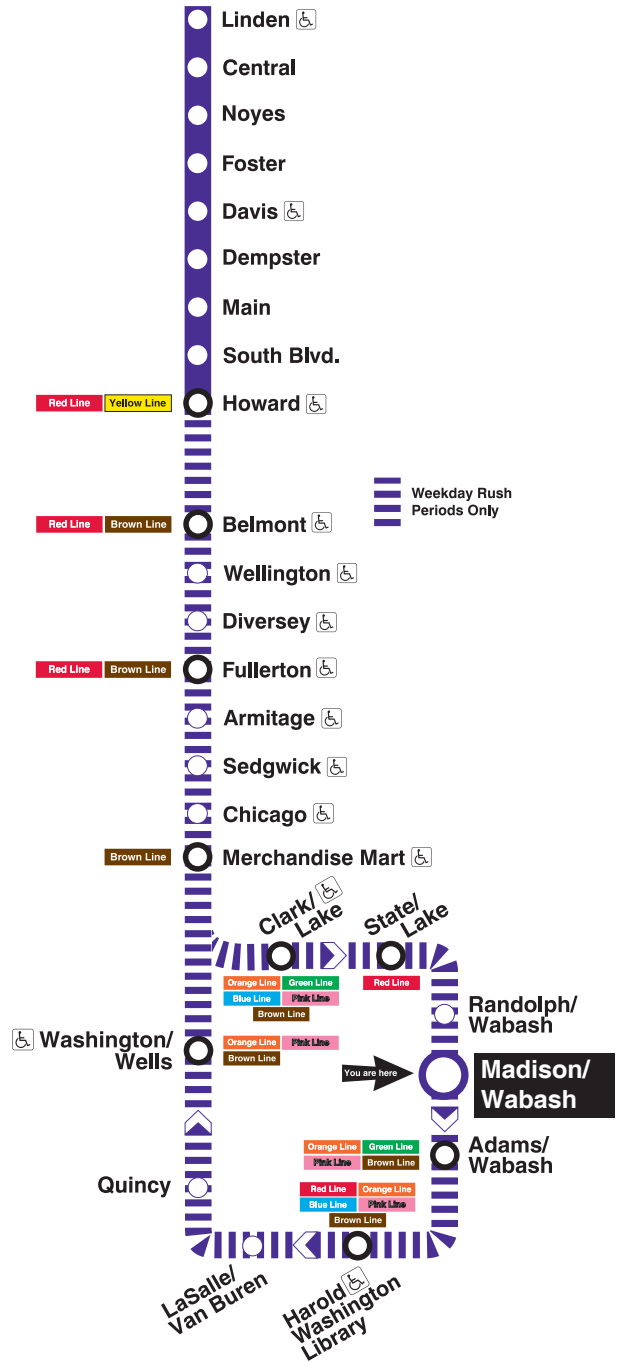 Linden
Central
Noyes
Foster
Davis
Dempster
Main
South Blvd.
Red Line Yellow Line Howard
Weekday Rush
Periods Only
Red Line Brown Line Belmont
Wellington
Diversey
Red Line Brown Line Fullerton
Armitage
Sedgwick
Chicago
Brown Line Merchandise Mart
Clark/
Lake
State/
Lake
Orange Line Green Line
Blue Line Pink Line
Brown Line
Red Line
Randolph/
Wabash
Washington/
Wells
Orange Line Pink Line
Brown Line
You are here
Madison/
Wabash
Orange Line Green Line
Pink Line Brown Line
Adams/
Wabash
Quincy
Red Line Orange Line
Blue Line Pink Line
Brown Line
LaSalle/
Van Buren
Harold
Washington
Library